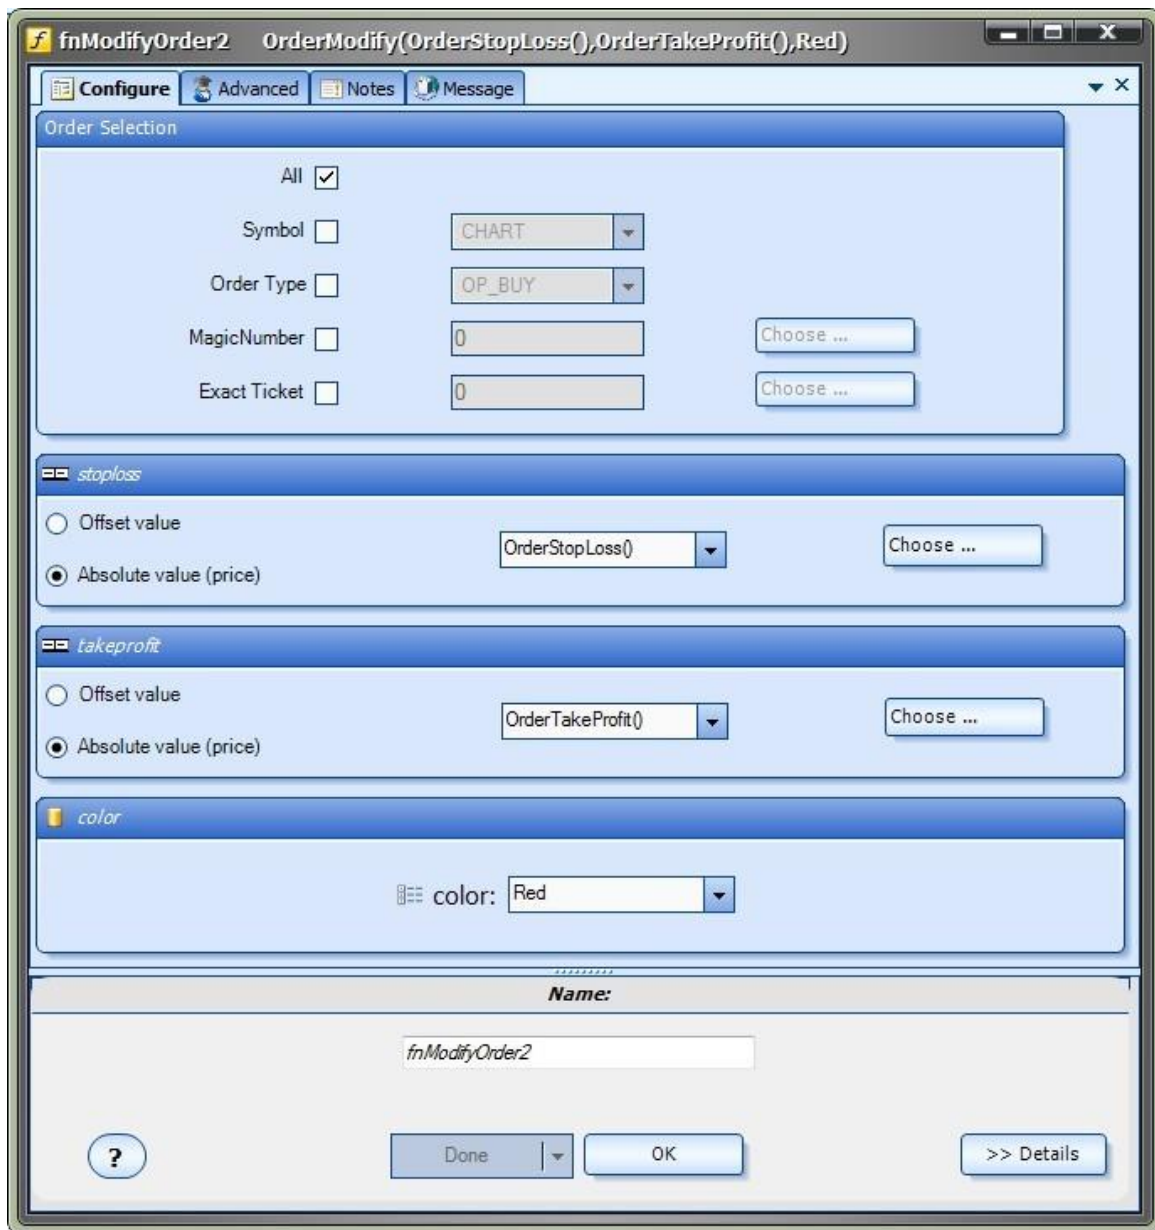 fnModifyOrder2 OrderModify(OrderStopLoss(),OrderTakeProfit(),Red)
Configure Advanced Notes Message
Order Selection
All
Symbol CHART
Order Type OP_BUY
MagicNumber 0 Choose ...
Exact Ticket 0 Choose ...
stoploss
Offset value
OrderStopLoss() Choose ...
Absolute value (price)
takeprofit
Offset value
OrderTakeProfit() Choose ...
Absolute value (price)
color
color: Red
Name:
fnModifyOrder2
? Done OK >> Details